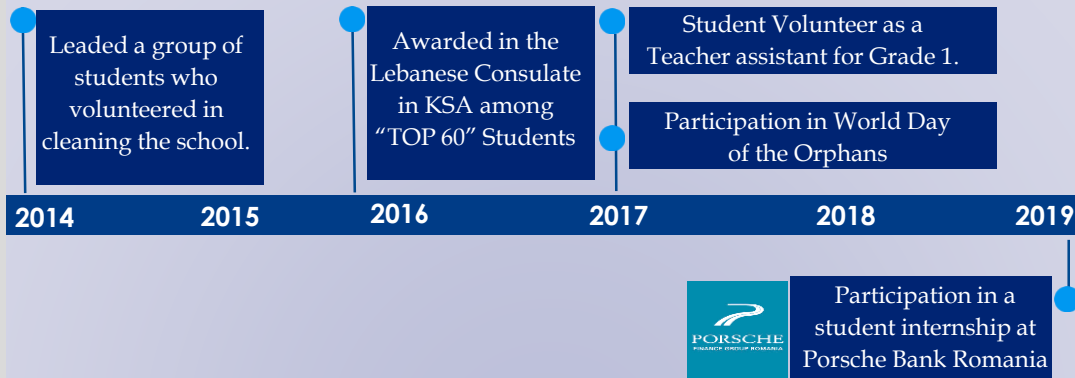 Leaded a group of
students who
volunteered in
cleaning the school.
Awarded in the
Lebanese Consulate
in KSA among
“TOP 60” Students
Student Volunteer as a
Teacher assistant for Grade 1.
Participation in World Day
of the Orphans
2014 2015 2016 2017 2018 2019
PORSCHE
FINANCE GROUP ROMANIA
Participation in a
student internship at
Porsche Bank Romania